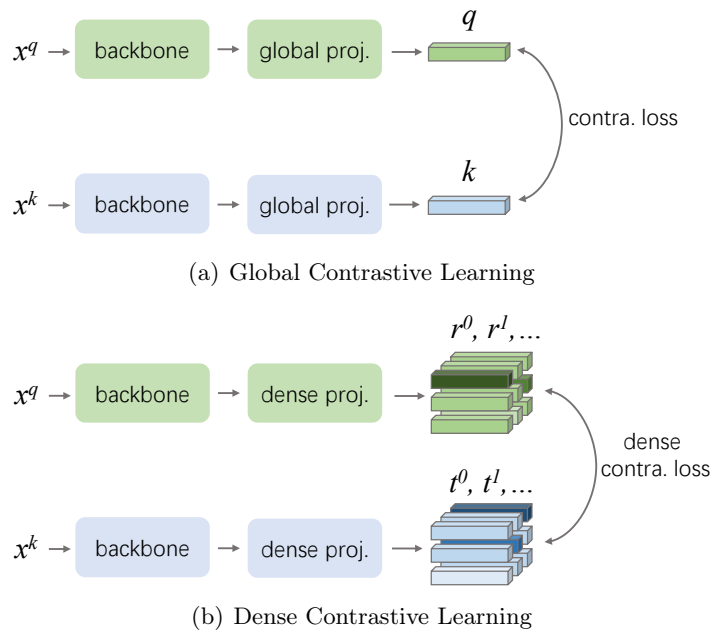 q
x^q backbone global proj.
contra. loss
k
x^k backbone global proj.
(a) Global Contrastive Learning
r^0, r^1,...
x^q backbone dense proj.
dense
contra. loss
t^0, t^1,...
x^k backbone dense proj.
(b) Dense Contrastive Learning